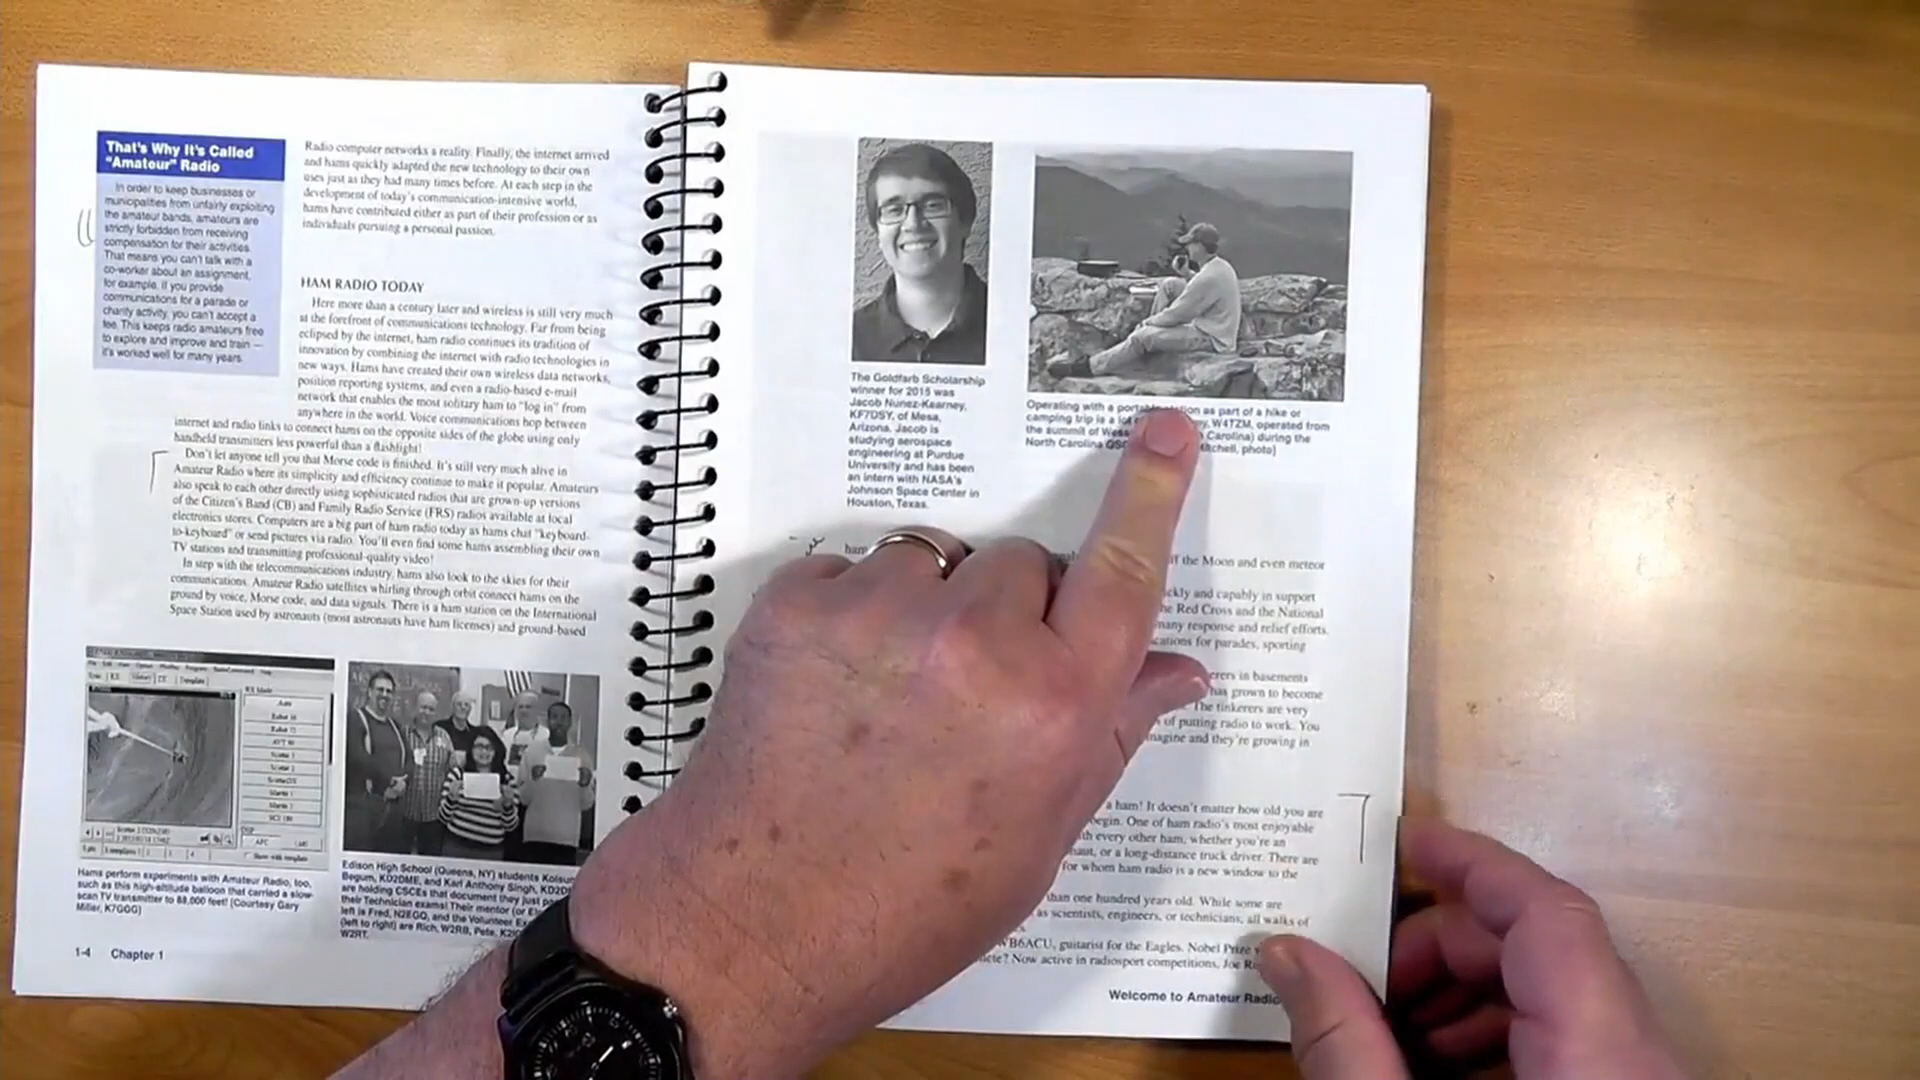 That's Why It's Called
"Amateur" Radio
In order to keep businesses or
municipalities from unfairly exploiting
the amateur bands, amateurs are
strictly forbidden from receiving
compensation for their activities.
That means you can't talk with a
co-worker about an assignment,
for example. If you provide
communications for a parade or
charity activity, you can't accept a
fee. This keeps radio amateurs free
to explore and improve and train —
it's worked well for many years.
Radio computer networks a reality. Finally, the internet arrived
and hams quickly adapted the new technology to their own
uses just as they had many times before. At each step in the
development of today's communication-intensive world,
hams have contributed either as part of their profession or as
individuals pursuing a personal passion.
HAM RADIO TODAY
Here more than a century later and wireless is still very much
at the forefront of communications technology. Far from being
eclipsed by the internet, ham radio continues its tradition of
innovation by combining the internet with radio technologies in
new ways. Hams have created their own wireless data networks,
position reporting systems, and even a radio-based e-mail
network that enables the most solitary ham to "log in" from
anywhere in the world. Voice communications hop between
internet and radio links to connect hams on the opposite sides of the globe using only
handheld transmitters less powerful than a flashlight!
Don't let anyone tell you that Morse code is finished. It's still very much alive in
Amateur Radio where its simplicity and efficiency continue to make it popular. Amateurs
also speak to each other directly using sophisticated radios that are grown-up versions
of the Citizen's Band (CB) and Family Radio Service (FRS) radios available at local
electronics stores. Computers are a big part of ham radio today as hams chat "keyboard-
to-keyboard" or send pictures via radio. You'll even find some hams assembling their own
TV stations and transmitting professional-quality video!
In step with the telecommunications industry, hams also look to the skies for their
communications. Amateur Radio satellites whirling through orbit connect hams on the
ground by voice, Morse code, and data signals. There is a ham station on the International
Space Station used by astronauts (most astronauts have ham licenses) and ground-based
Hams perform experiments with Amateur Radio, too,
such as this high-altitude balloon that carried a slow-
scan TV transmitter to 88,000 feet! [Courtesy Gary
Miller, K7GGG]
Edison High School (Queens, NY) students
Begum, KD2DME, and Karl Anthony Singh,
are holding CSCEs that document they just
their Technician exams! Their mentor
left is Fred, N2EGQ, and the Volunteer
(left to right) are Rich, W2RB, Pete,
W2RT.
1-4 Chapter 1
The Goldfarb Scholarship
winner for 2015 was
Jacob Nunez-Kearney,
KF7DSY, of Mesa,
Arizona. Jacob is
studying aerospace
engineering at Purdue
University and has been
an intern with NASA's
Johnson Space Center in
Houston, Texas.
Operating with a as part of a hike or
camping trip is a W4TZM, operated from
the summit of Carolina) during the
North Carolina photo]
the Moon and even meteor
and capably in support
Red Cross and the National
response and relief efforts.
for parades, sporting
in basements
has grown to become
The tinkerers are very
of putting radio to work. You
and they're growing in
a ham! It doesn't matter how old you are
One of ham radio's most enjoyable
every other ham, whether you're an
or a long-distance truck driver. There are
for whom ham radio is a new window to the
than one hundred years old. While some are
as scientists, engineers, or technicians, all walks of
WB6ACU, guitarist for the Eagles. Nobel Prize
Now active in radiosport competitions, Joe
Welcome to Amateur Radio